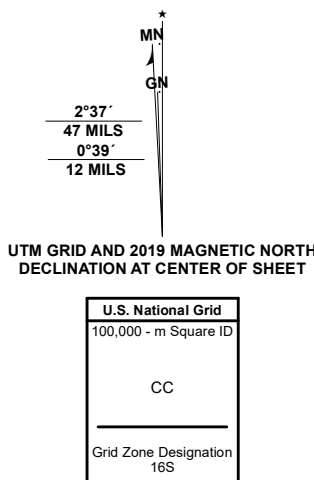 ★
MN
GN
2°37´
47 MILS
0°39´
12 MILS
UTM GRID AND 2019 MAGNETIC NORTH
DECLINATION AT CENTER OF SHEET
U.S. National Grid
100,000 - m Square ID
CC
Grid Zone Designation
16S